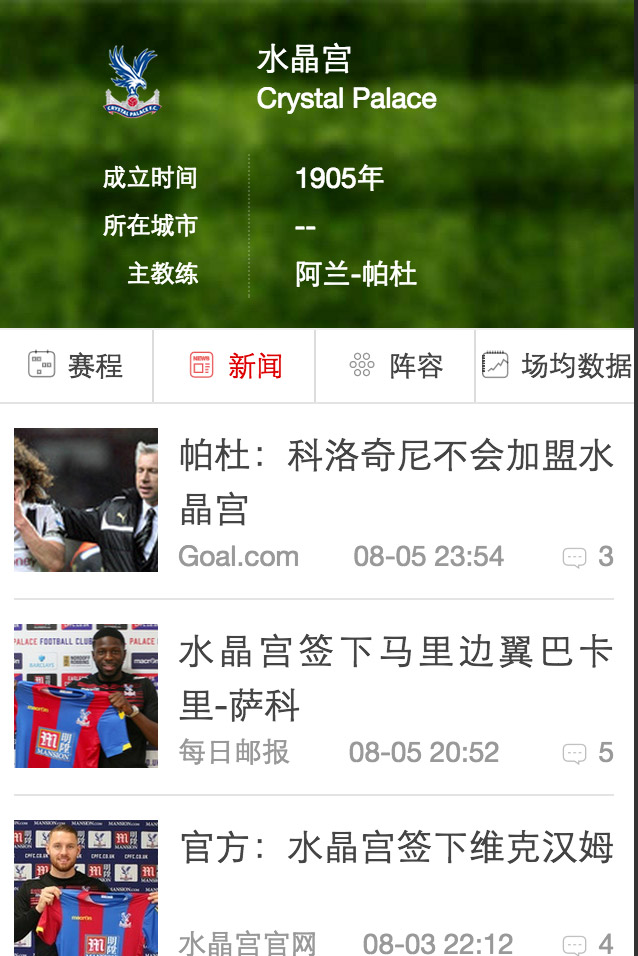 水晶宫
Crystal Palace
成立时间 1905年
所在城市 --
主教练 阿兰-帕杜
赛程 新闻 阵容 场均数据
帕杜：科洛奇尼不会加盟水
晶宫
Goal.com 08-05 23:54 3
水晶宫签下马里边翼巴卡
里-萨科
每日邮报 08-05 20:52 5
官方：水晶宫签下维克汉姆
水晶宫官网 08-03 22:12 4